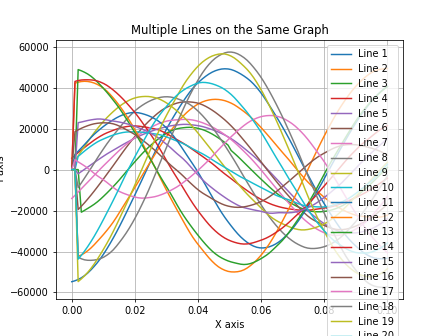 Multiple Lines on the Same Graph
60000
40000
20000
0
−20000
−40000
−60000
0.00
0.02
0.04
0.06
0.08
X axis
Line 1
Line 2
Line 3
Line 4
Line 5
Line 6
Line 7
Line 8
Line 9
Line 10
Line 11
Line 12
Line 13
Line 14
Line 15
Line 16
Line 17
Line 18
Line 19
Line 20